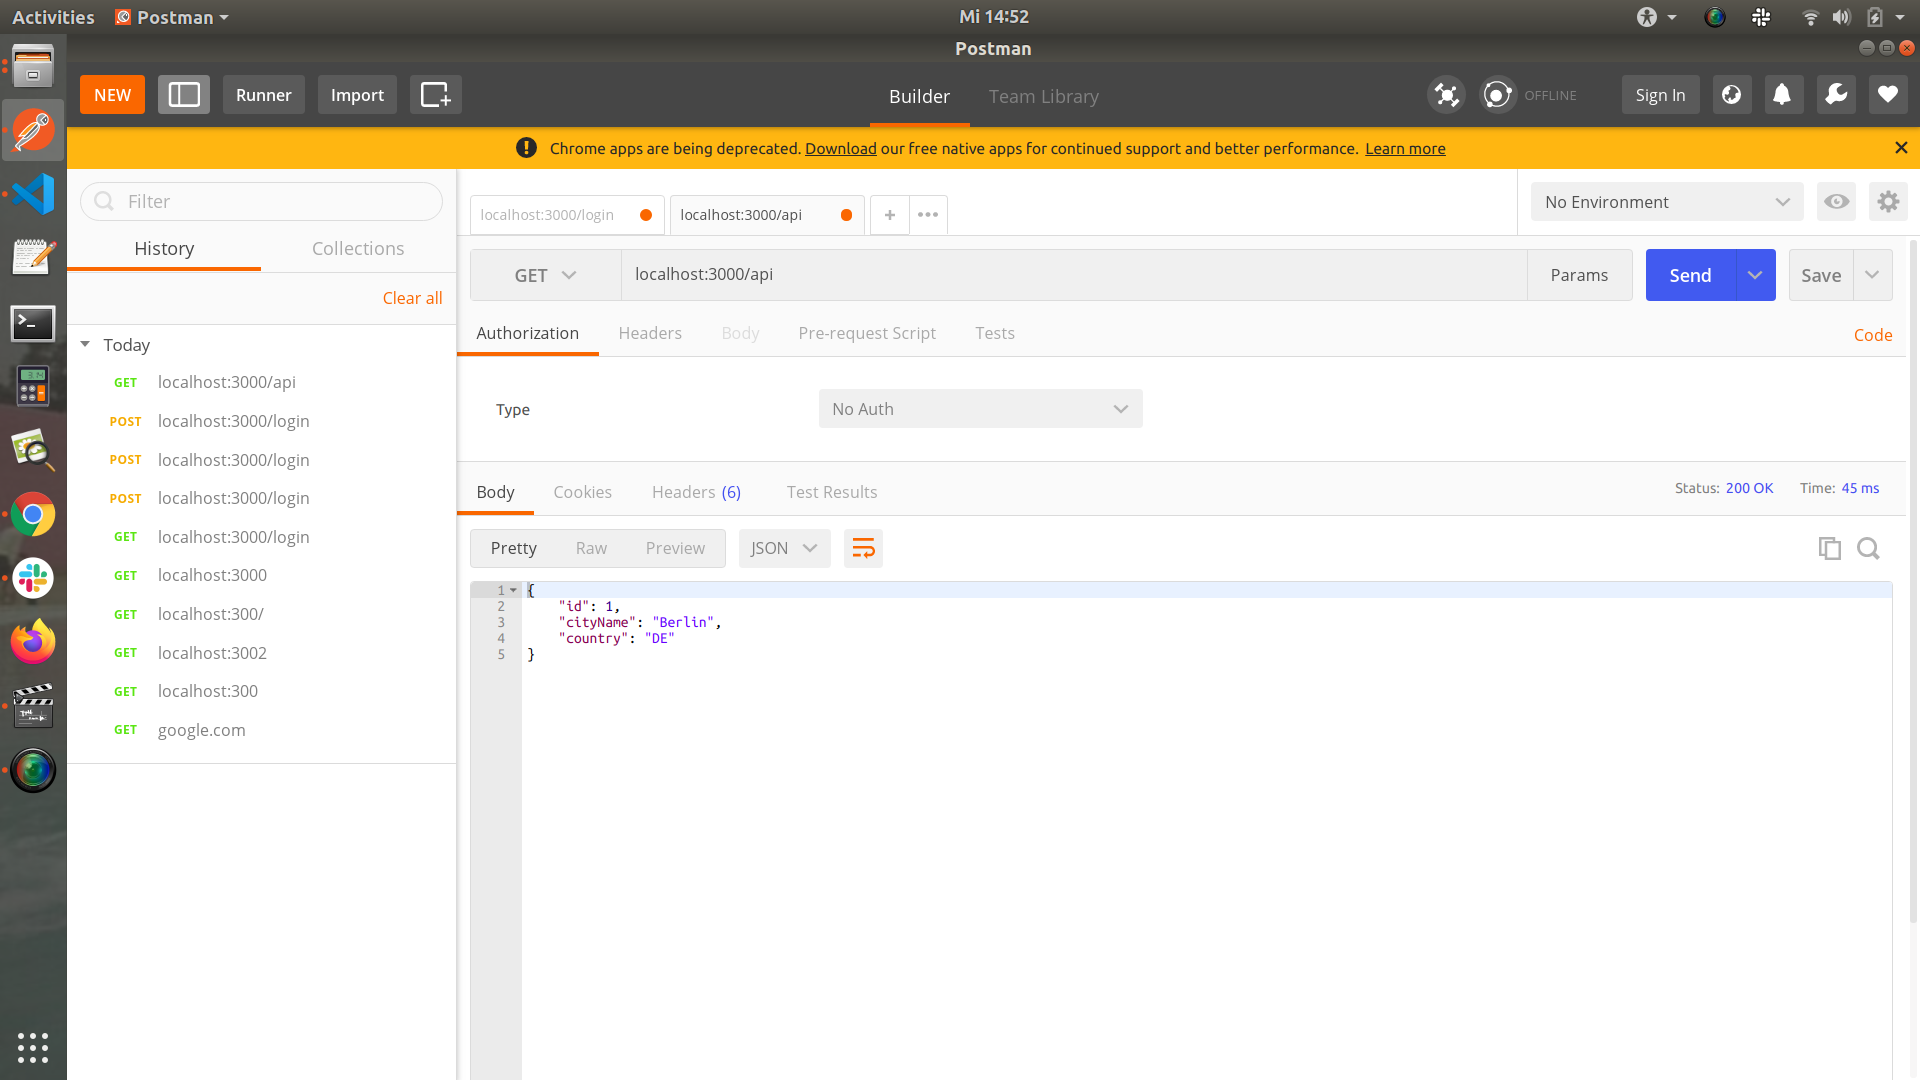 Activities Postman Mi 14:52
Postman
NEW Runner Import Builder Team Library OFFLINE Sign In
Chrome apps are being deprecated. Download our free native apps for continued support and better performance. Learn more
Filter
History Collections
Clear all
Today
GET localhost:3000/api
POST localhost:3000/login
POST localhost:3000/login
POST localhost:3000/login
GET localhost:3000/login
GET localhost:3000
GET localhost:300/
GET localhost:3002
GET localhost:300
GET google.com
localhost:3000/login localhost:3000/api + No Environment
GET localhost:3000/api Params Send Save
Authorization Headers Body Pre-request Script Tests Code
Type No Auth
Body Cookies Headers (6) Test Results Status: 200 OK Time: 45 ms
Pretty Raw Preview JSON
1 {
2 "id": 1,
3 "cityName": "Berlin",
4 "country": "DE"
5 }